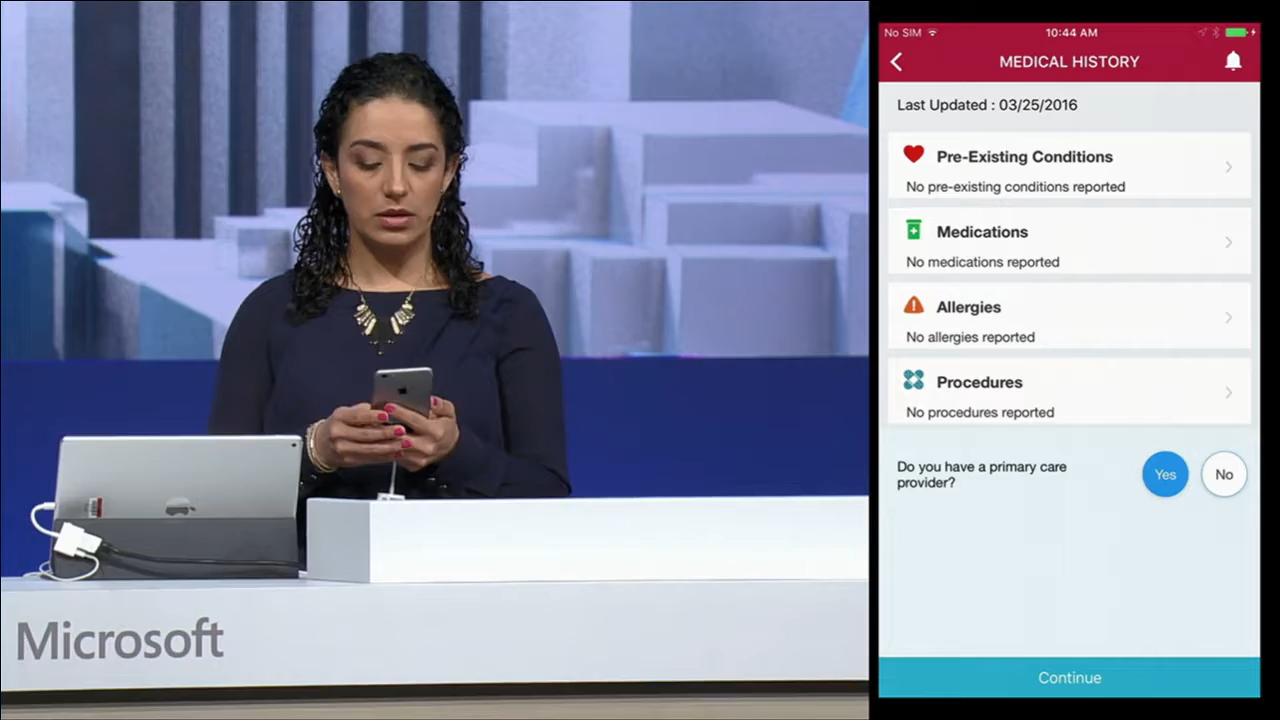 Microsoft
No SIM
10:44 AM
MEDICAL HISTORY
Last Updated : 03/25/2016
Pre-Existing Conditions
No pre-existing conditions reported
Medications
No medications reported
Allergies
No allergies reported
Procedures
No procedures reported
Do you have a primary care
provider?
Yes
No
Continue